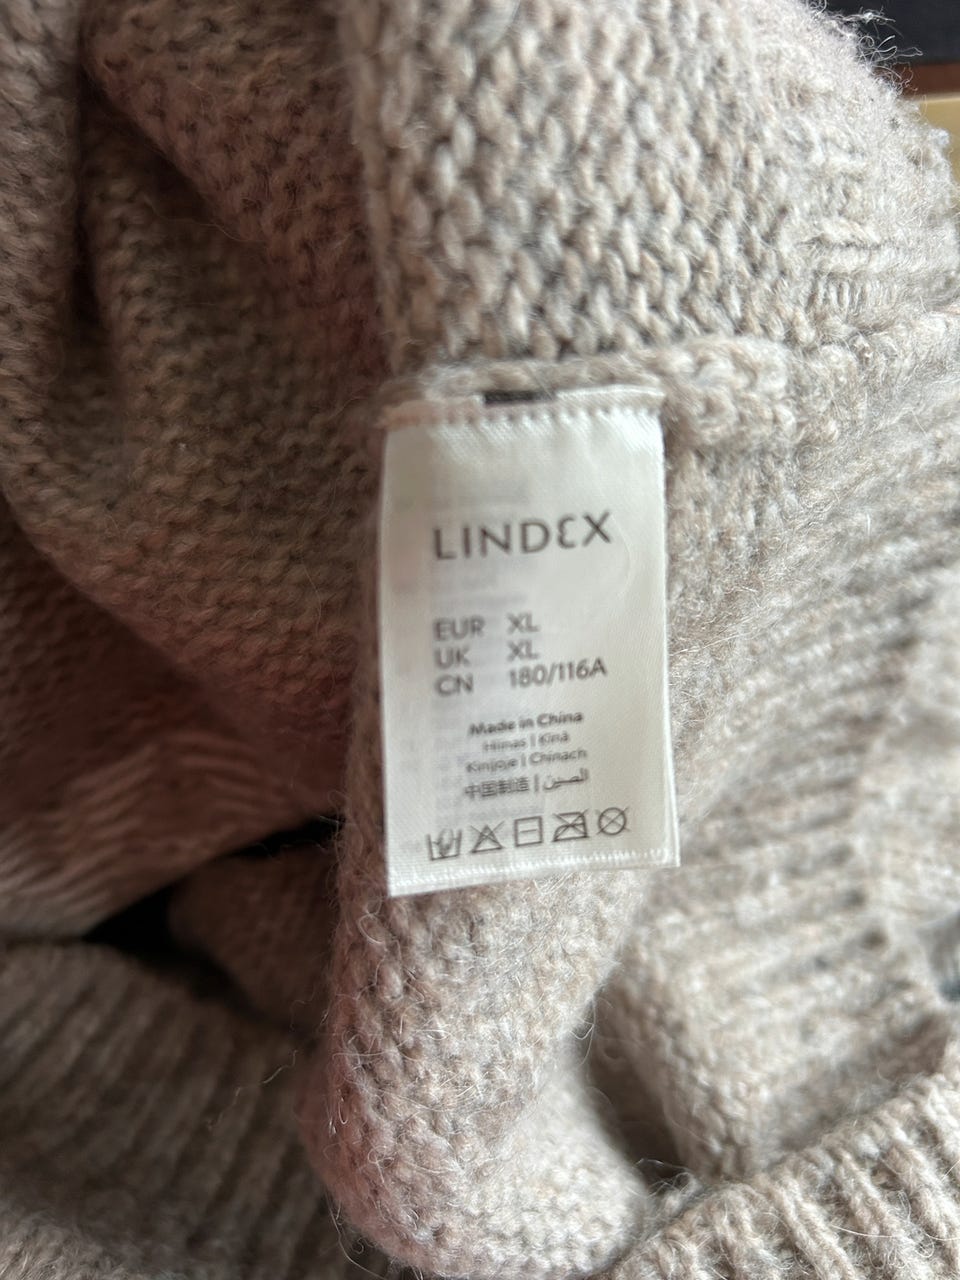 LINDEX
EUR XL
UK XL
CN 180/116A
Made in China
Hiinas | Kīnā
Kinijoje | Chinach
中国制造 | الصين